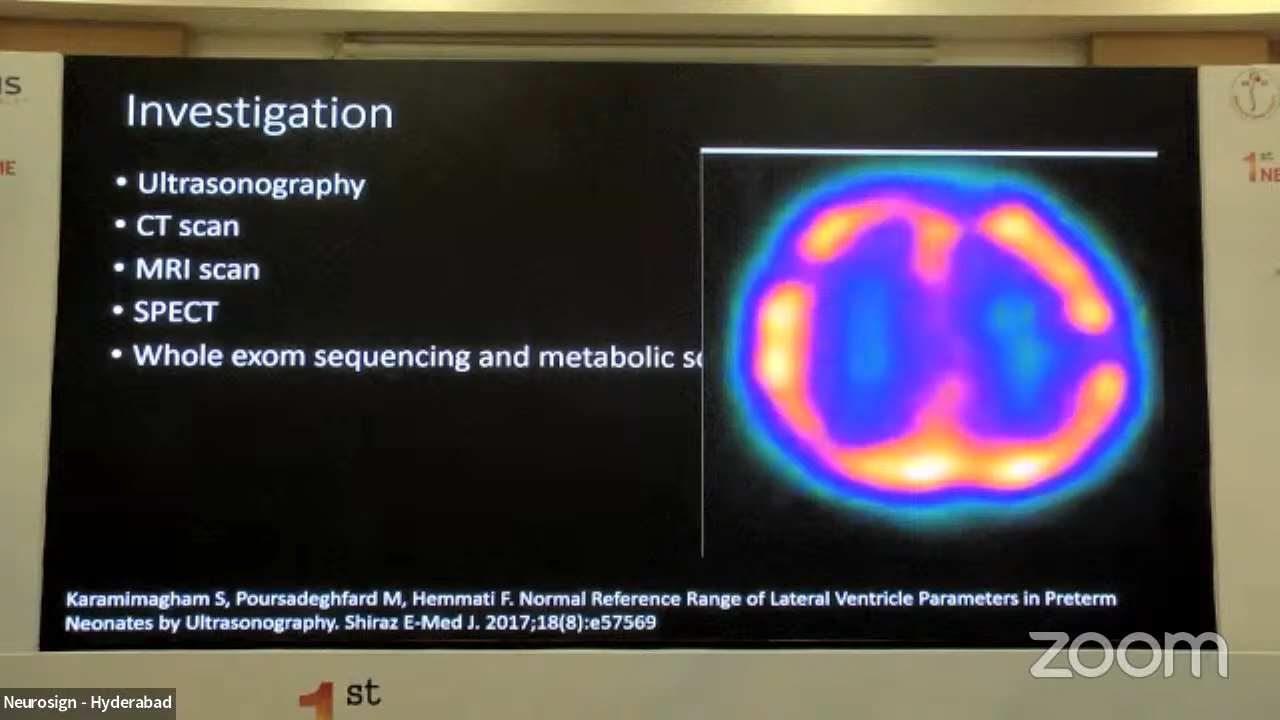 Investigation
• Ultrasonography
• CT scan
• MRI scan
• SPECT
• Whole exom sequencing and metabolic
Karamimagham S, Poursadeghfard M, Hemmati F. Normal Reference Range of Lateral Ventricle Parameters in Preterm
Neonates by Ultrasonography. Shiraz E-Med J. 2017;18(8):e57569
zoom
Neurosign - Hyderabad
1st
1st